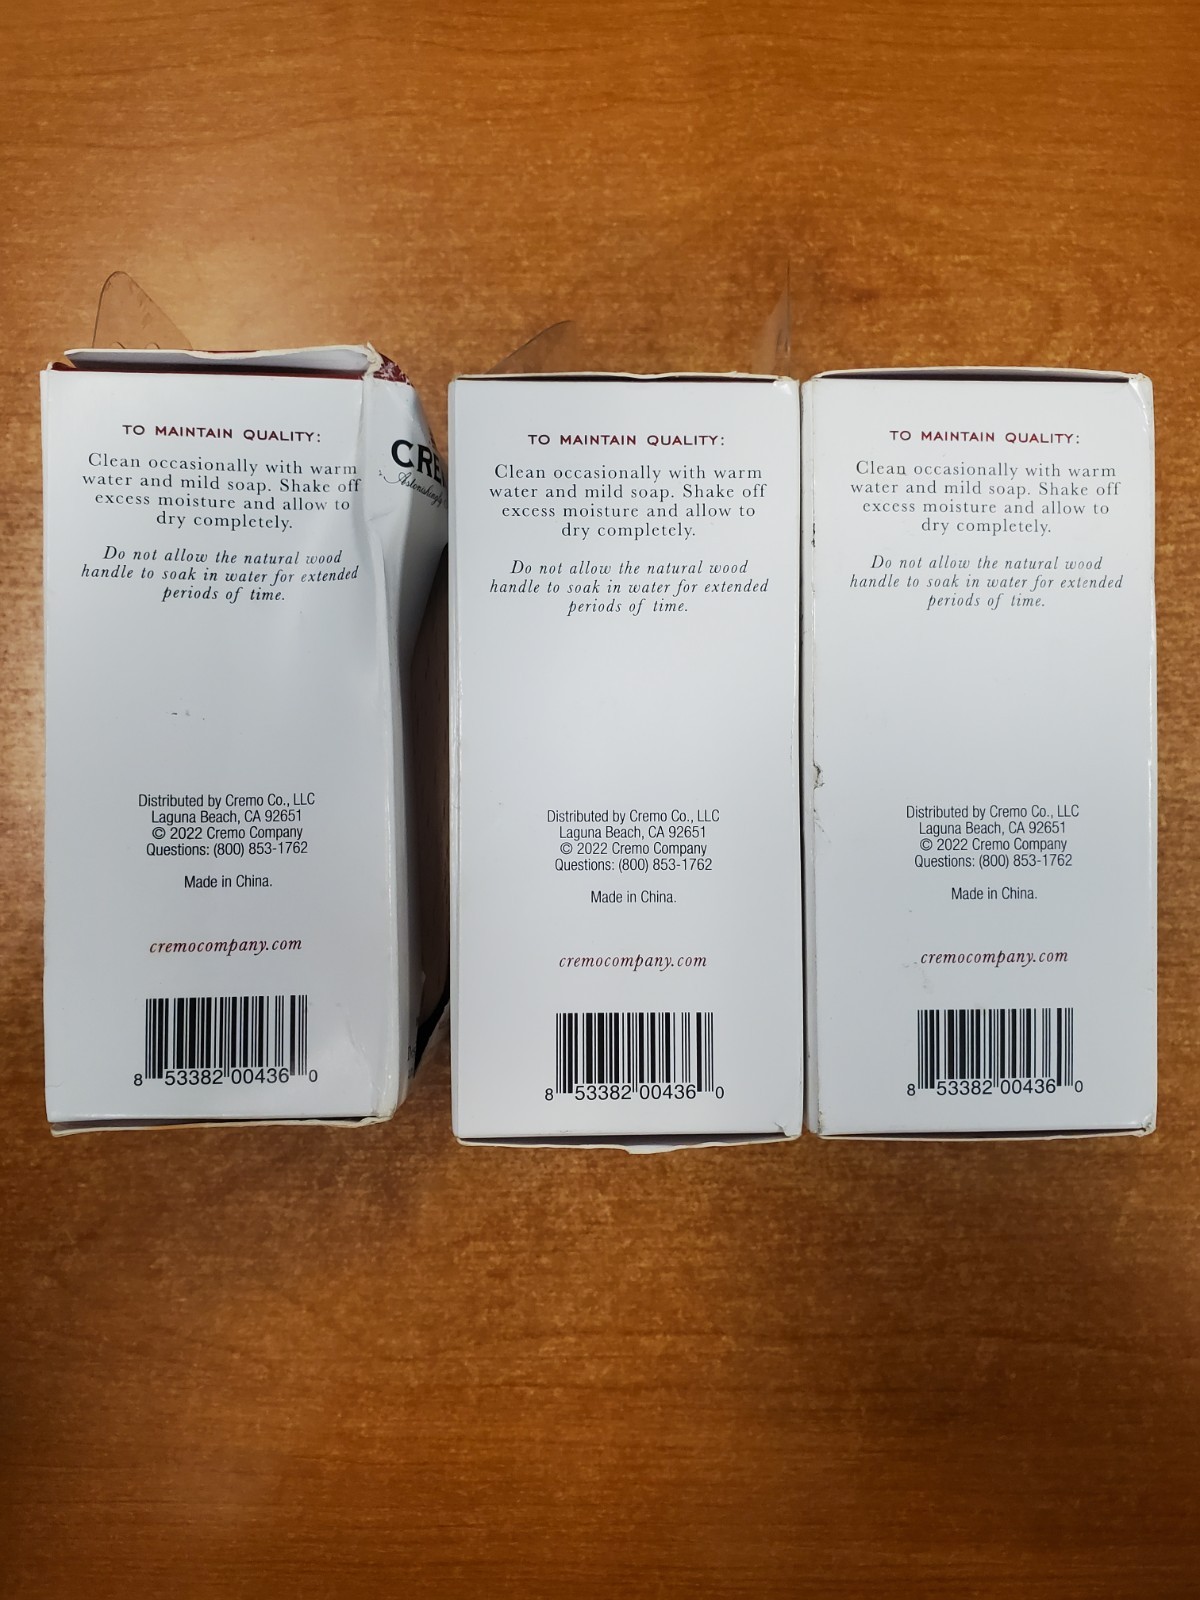 TO MAINTAIN QUALITY:
Clean occasionally with warm
water and mild soap. Shake off
excess moisture and allow to
dry completely.
Do not allow the natural wood
handle to soak in water for extended
periods of time.
Distributed by Cremo Co., LLC
Laguna Beach, CA 92651
© 2022 Cremo Company
Questions: (800) 853-1762
Made in China.
cremocompany.com
8 53382 00436 0
CRE
Astonishingly
TO MAINTAIN QUALITY:
Clean occasionally with warm
water and mild soap. Shake off
excess moisture and allow to
dry completely.
Do not allow the natural wood
handle to soak in water for extended
periods of time.
Distributed by Cremo Co., LLC
Laguna Beach, CA 92651
© 2022 Cremo Company
Questions: (800) 853-1762
Made in China.
cremocompany.com
8 53382 00436 0
TO MAINTAIN QUALITY:
Clean occasionally with warm
water and mild soap. Shake off
excess moisture and allow to
dry completely.
Do not allow the natural wood
handle to soak in water for extended
periods of time.
Distributed by Cremo Co., LLC
Laguna Beach, CA 92651
© 2022 Cremo Company
Questions: (800) 853-1762
Made in China.
cremocompany.com
8 53382 00436 0